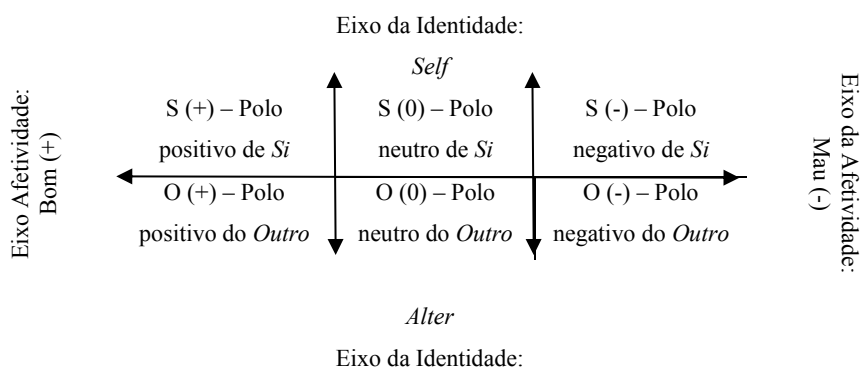 Eixo da Identidade:
Self
Eixo Afetividade:
Bom (+)
S (+) – Polo
positivo de Si
S (0) – Polo
neutro de Si
S (-) – Polo
negativo de Si
O (+) – Polo
positivo do Outro
O (0) – Polo
neutro do Outro
O (-) – Polo
negativo do Outro
Eixo da Afetividade:
Mau (-)
Alter
Eixo da Identidade: